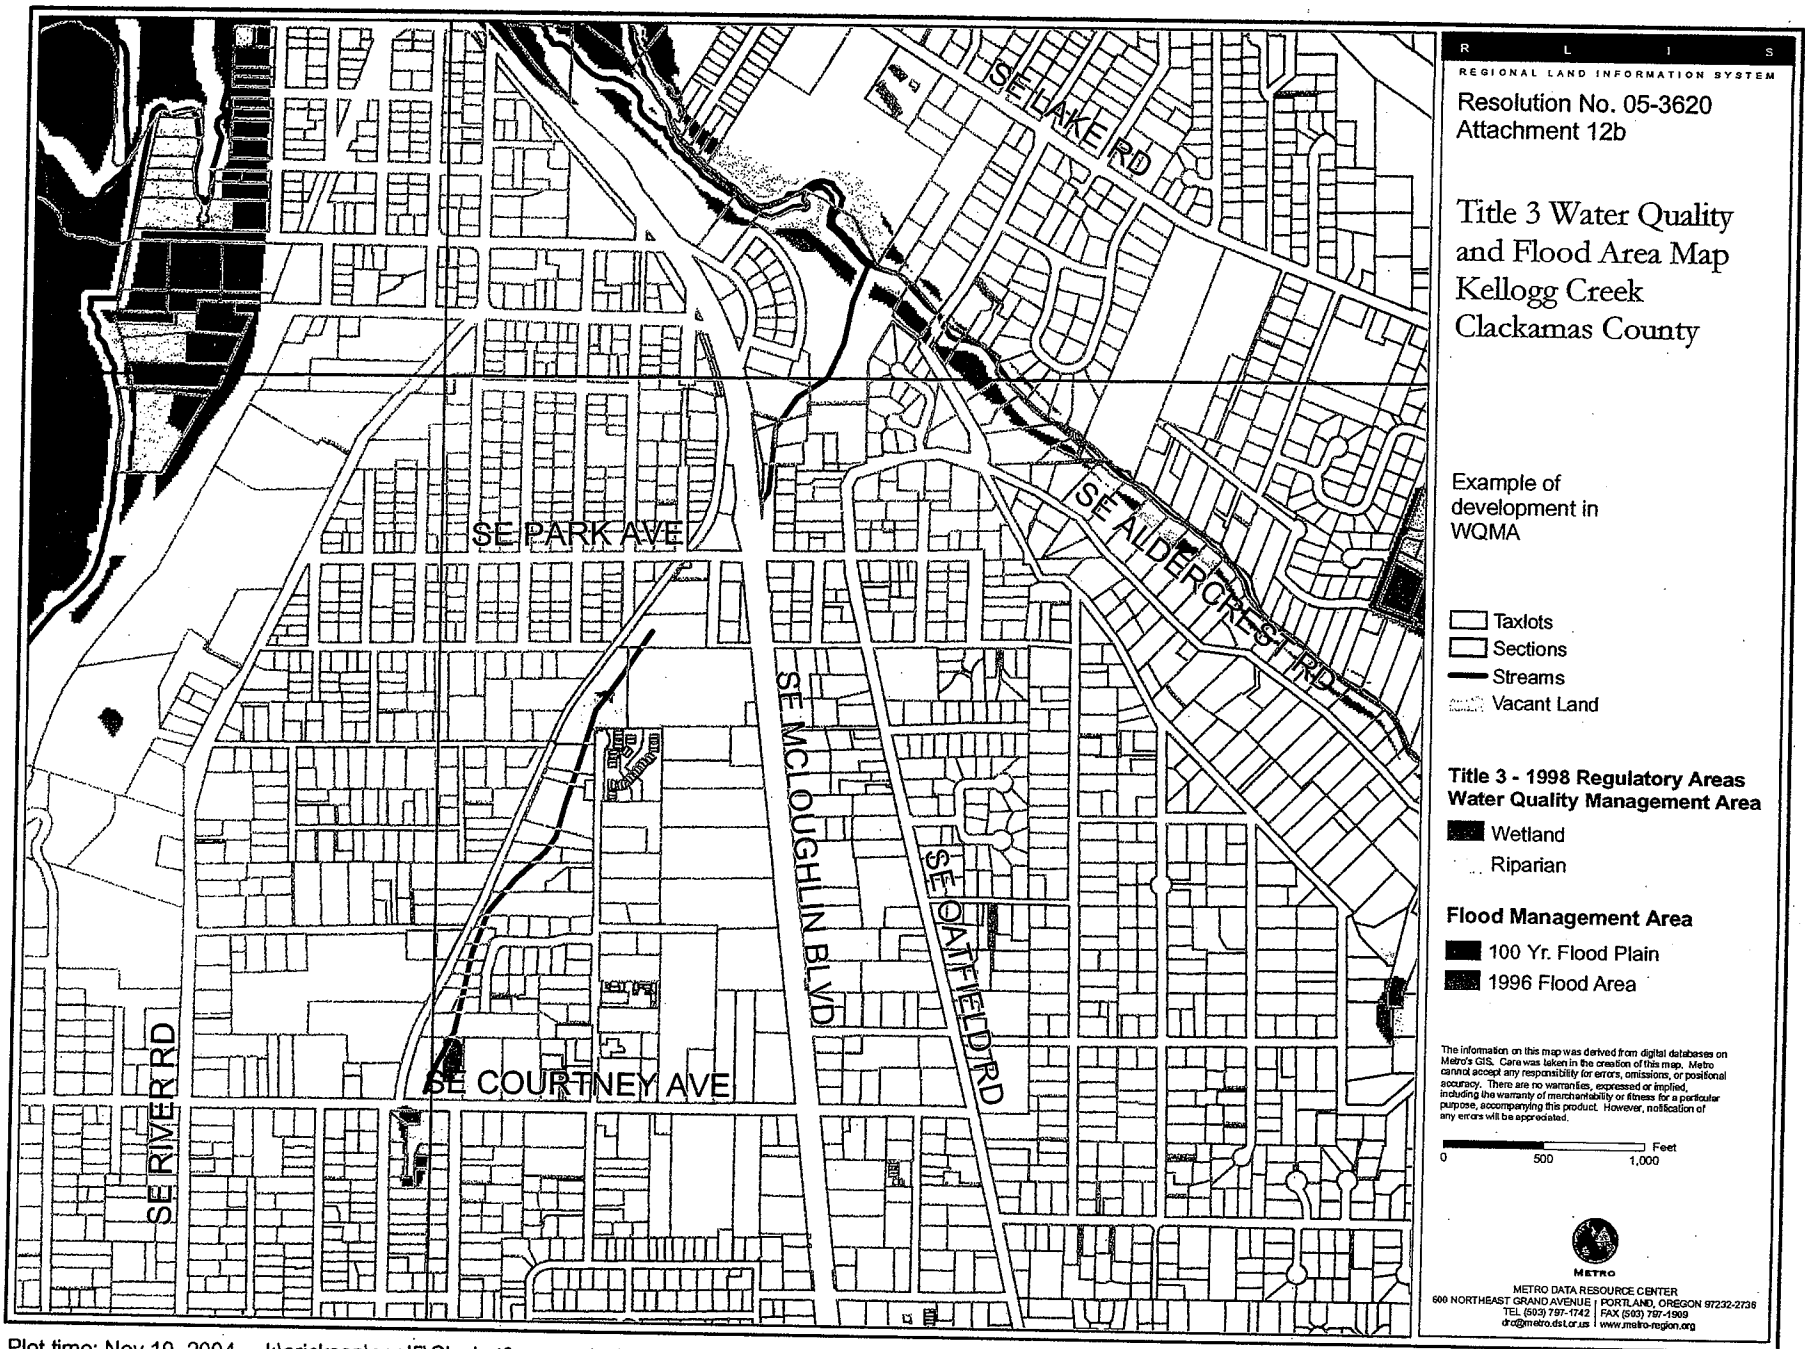 R L I S
REGIONAL LAND INFORMATION SYSTEM
Resolution No. 05-3620
Attachment 12b
Title 3 Water Quality
and Flood Area Map
Kellogg Creek
Clackamas County
Example of
development in
WQMA
Taxlots
Sections
Streams
Vacant Land
Title 3 - 1998 Regulatory Areas
Water Quality Management Area
Wetland
Riparian
Flood Management Area
100 Yr. Flood Plain
1996 Flood Area
The information on this map was derived from digital databases on
Metro's GIS. Care was taken in the creation of this map. Metro
cannot accept any responsibility for errors, omissions, or positional
accuracy. There are no warranties, expressed or implied,
including the warranty of merchantability or fitness for a particular
purpose, accompanying this product. However, notification of
any errors will be appreciated.
Feet
0 500 1,000
METRO
METRO DATA RESOURCE CENTER
600 NORTHEAST GRAND AVENUE | PORTLAND, OREGON 97232-2736
TEL (503) 797-1742 | FAX (503) 797-1909
drc@metro.dst.or.us | www.metro-region.org
SE LAKE RD
SE PARK AVE
SE ALDERCREST RD
SE MCLOUGHLIN BLVD
SE OATFIELD RD
SE COURTNEY AVE
SE RIVER RD
Plot time: Nov 19, 2004